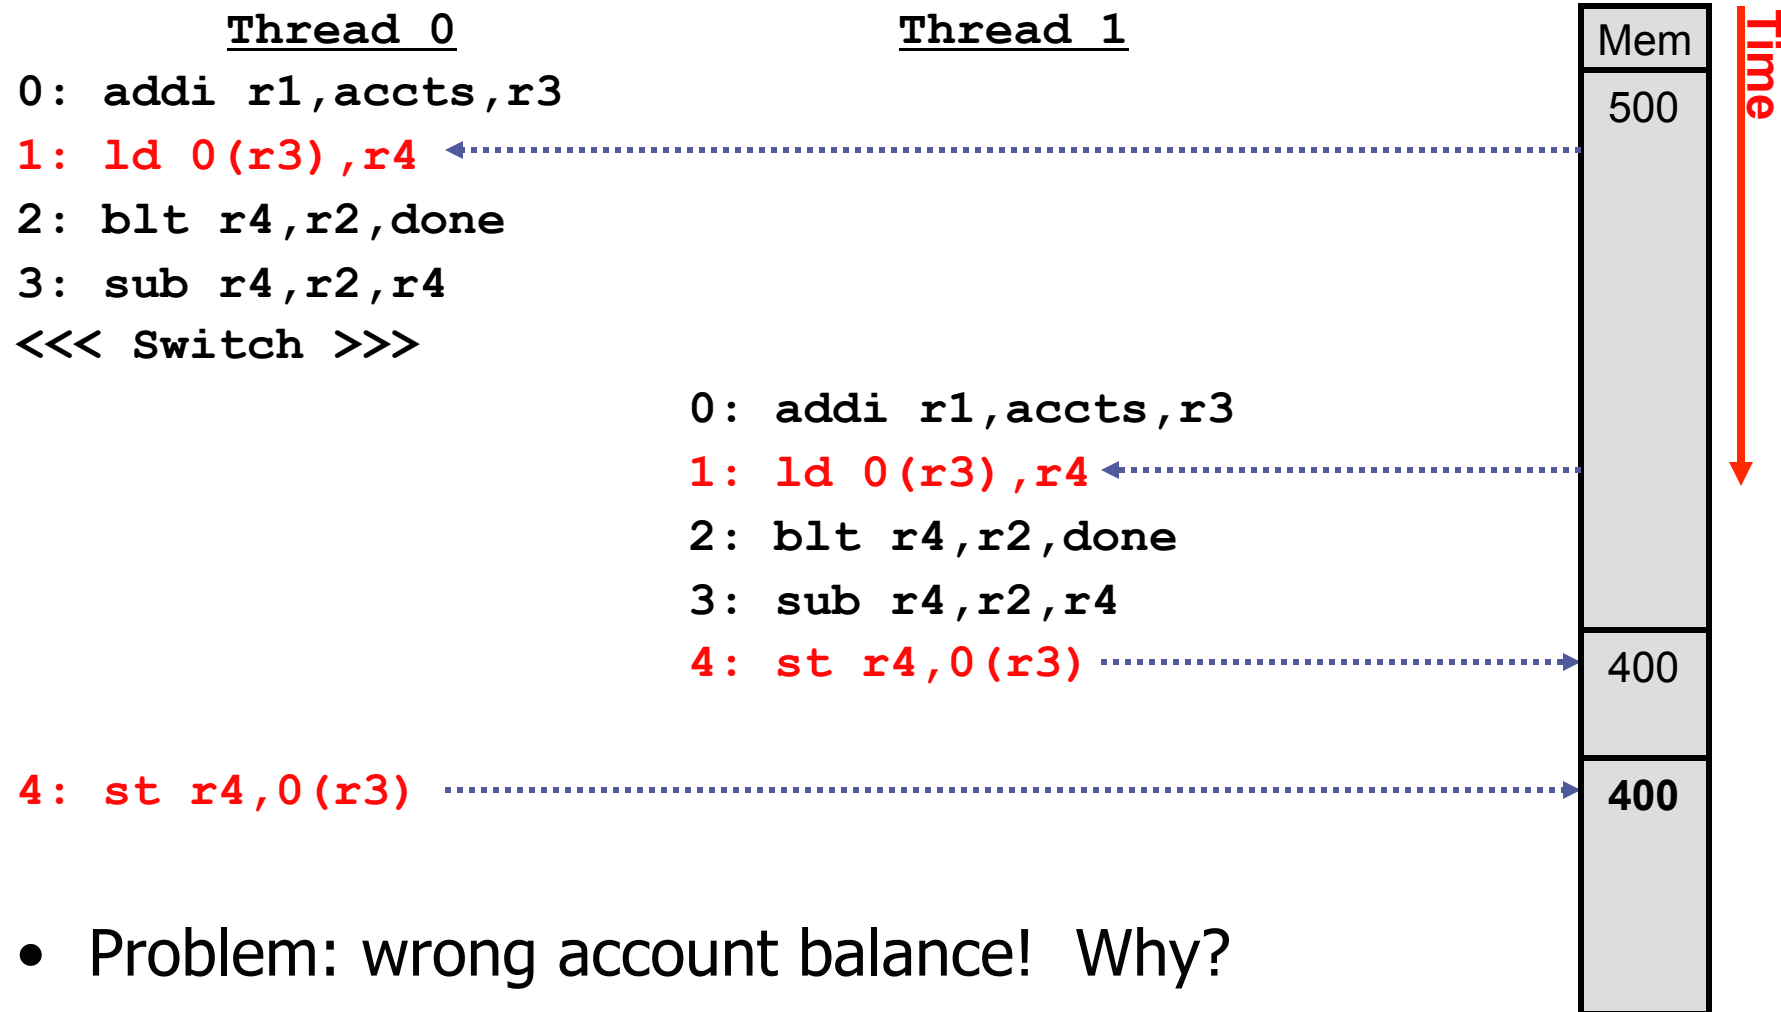 Thread 0
Thread 1
Mem
Time
0: addi r1,accts,r3
500
1: ld 0(r3),r4
2: blt r4,r2,done
3: sub r4,r2,r4
<<< Switch >>>
0: addi r1,accts,r3
1: ld 0(r3),r4
2: blt r4,r2,done
3: sub r4,r2,r4
4: st r4,0(r3)
400
4: st r4,0(r3)
400
• Problem: wrong account balance! Why?